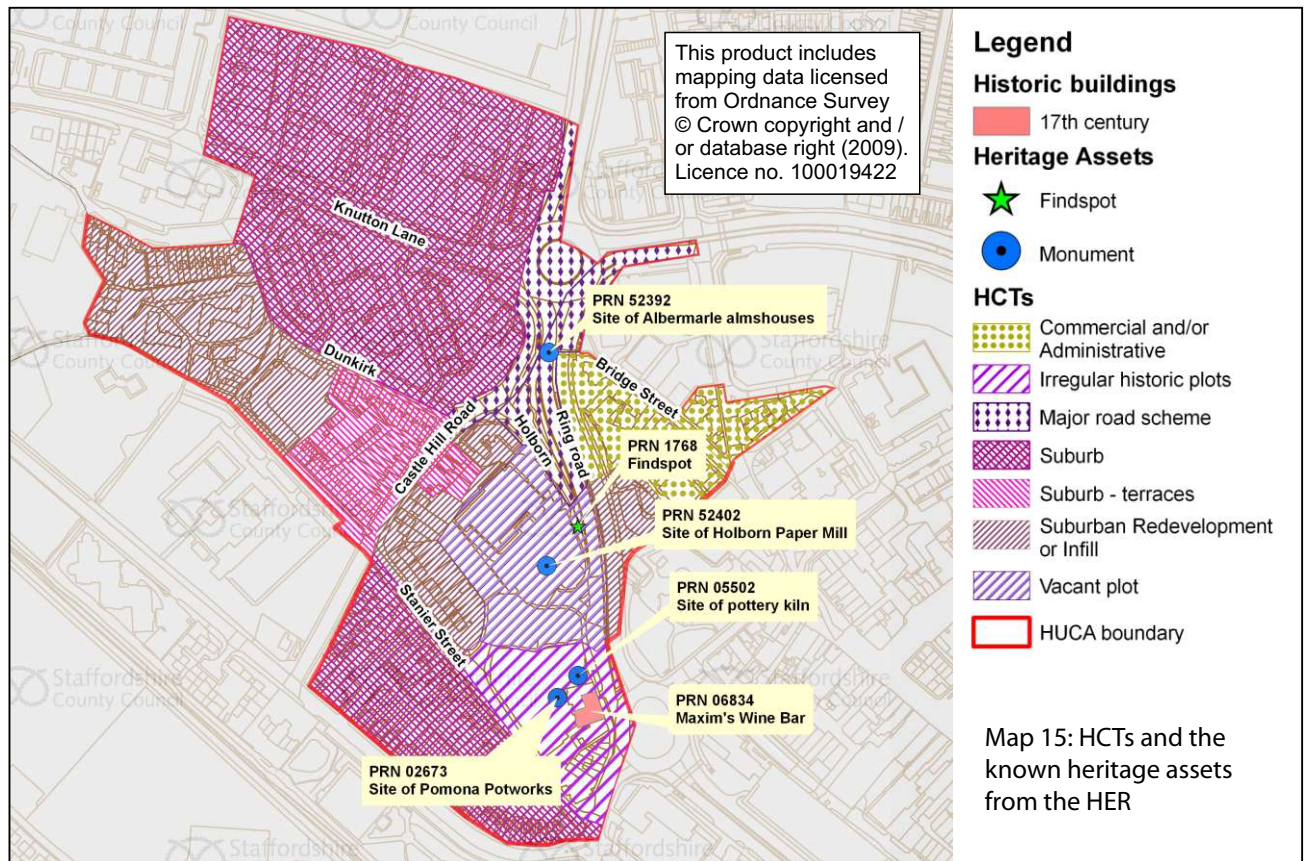 This product includes
mapping data licensed
from Ordnance Survey
© Crown copyright and /
or database right (2009).
Licence no. 100019422
Knutton Lane
PRN 52392
Site of Albermarle almshouses
Dunkirk
Bridge Street
Castle Hill Road
Holborn
Ring road
PRN 1768
Findspot
PRN 52402
Site of Holborn Paper Mill
Stanier Street
PRN 05502
Site of pottery kiln
PRN 06834
Maxim's Wine Bar
PRN 02673
Site of Pomona Potworks
Legend
Historic buildings
17th century
Heritage Assets
Findspot
Monument
HCTs
Commercial and/or
Administrative
Irregular historic plots
Major road scheme
Suburb
Suburb - terraces
Suburban Redevelopment
or Infill
Vacant plot
HUCA boundary
Map 15: HCTs and the
known heritage assets
from the HER
Staffordshire
County Council